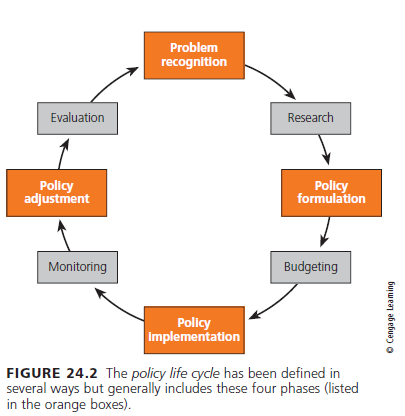 Problem
recognition
Evaluation
Research
Policy
adjustment
Policy
formulation
Monitoring
Budgeting
Policy
implementation
© Cengage Learning
FIGURE 24.2 The policy life cycle has been defined in
several ways but generally includes these four phases (listed
in the orange boxes).